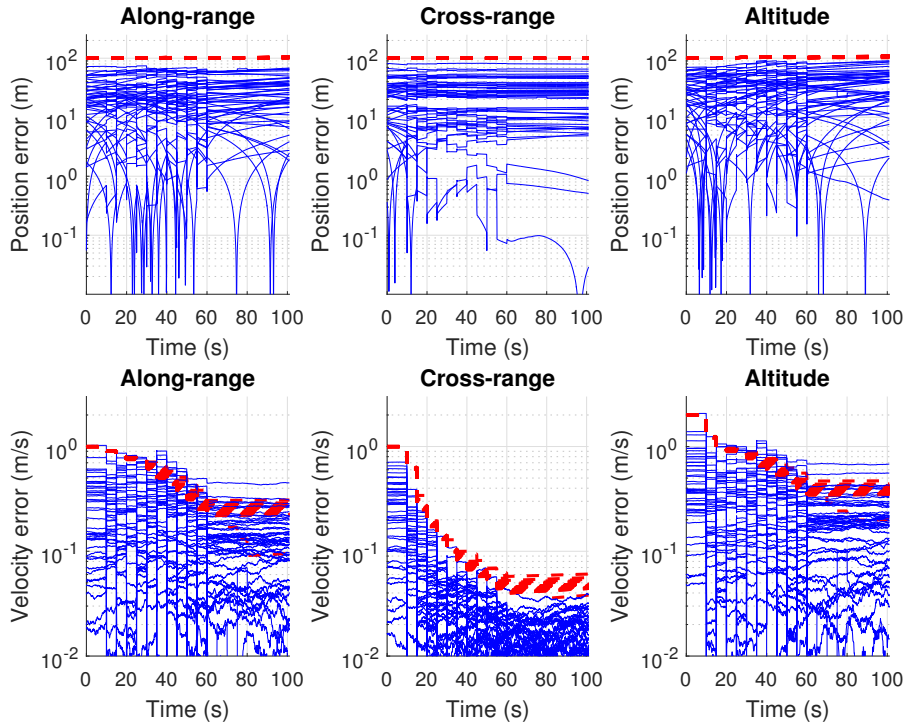 Along-range
Cross-range
Altitude
Position error (m)
10^2
10^1
10^0
10^-1
0 20 40 60 80 100
Time (s)
Position error (m)
10^2
10^1
10^0
10^-1
0 20 40 60 80 100
Time (s)
Position error (m)
10^2
10^1
10^0
10^-1
0 20 40 60 80 100
Time (s)
Along-range
Cross-range
Altitude
Velocity error (m/s)
10^0
10^-1
10^-2
0 20 40 60 80 100
Time (s)
Velocity error (m/s)
10^0
10^-1
10^-2
0 20 40 60 80 100
Time (s)
Velocity error (m/s)
10^0
10^-1
10^-2
0 20 40 60 80 100
Time (s)